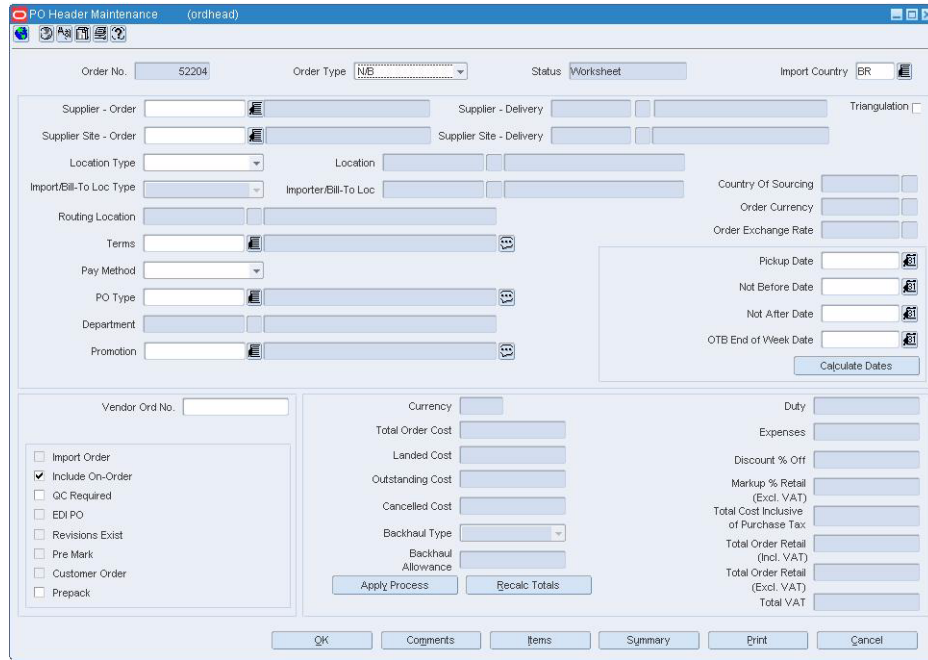 PO Header Maintenance (ordhead)
Order No. 52204 Order Type N/B Status Worksheet Import Country BR
Supplier - Order Supplier - Delivery Triangulation
Supplier Site - Order Supplier Site - Delivery
Location Type Location
Import/Bill-To Loc Type Importer/Bill-To Loc Country Of Sourcing
Routing Location Order Currency
Order Exchange Rate
Terms
Pickup Date
Pay Method
Not Before Date
PO Type
Not After Date
Department
OTB End of Week Date
Promotion
Calculate Dates
Vendor Ord No. Currency Duty
Total Order Cost Expenses
Import Order Landed Cost Discount % Off
Include On-Order Outstanding Cost Markup % Retail
(Excl. VAT)
QC Required Cancelled Cost Total Cost Inclusive
of Purchase Tax
EDI PO
Revisions Exist Backhaul Type Total Order Retail
(Incl. VAT)
Pre Mark Backhaul
Allowance
Customer Order Total Order Retail
(Excl. VAT)
Prepack Apply Process Recalc Totals Total VAT
OK Comments Items Summary Print Cancel